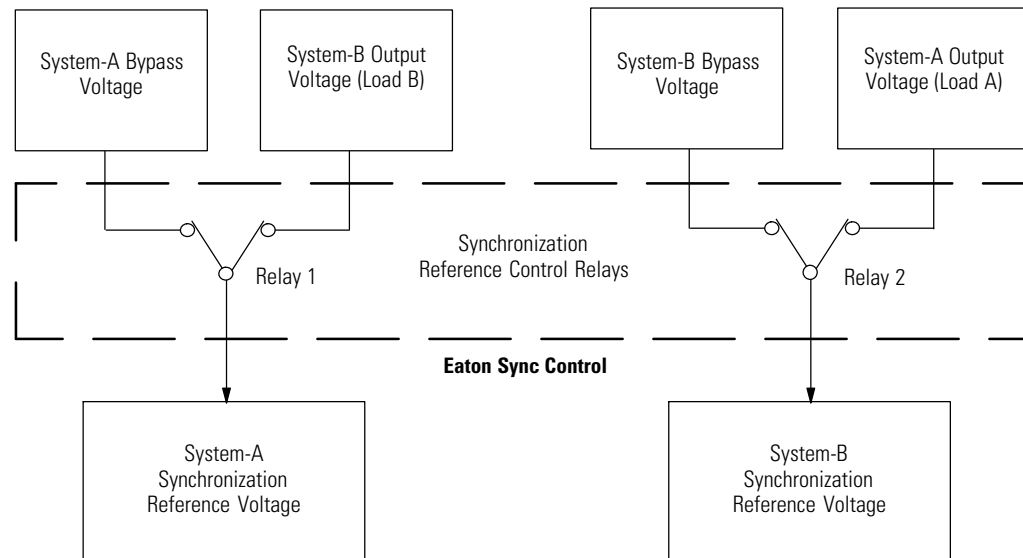 System-A Bypass
Voltage
System-B Output
Voltage (Load B)
System-B Bypass
Voltage
System-A Output
Voltage (Load A)
Synchronization
Reference Control Relays
Relay 1
Relay 2
Eaton Sync Control
System-A
Synchronization
Reference Voltage
System-B
Synchronization
Reference Voltage